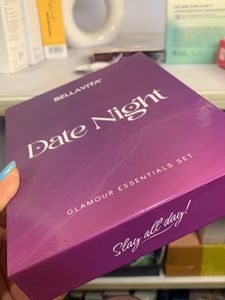 BELLAVITA®
Date Night
GLAMOUR ESSENTIALS SET
Slay all day!